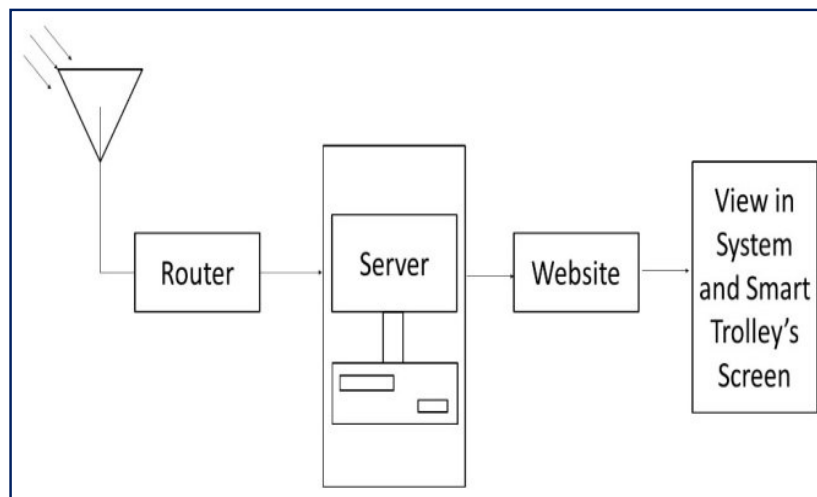 Router
Server
Website
View in
System
and Smart
Trolley's
Screen